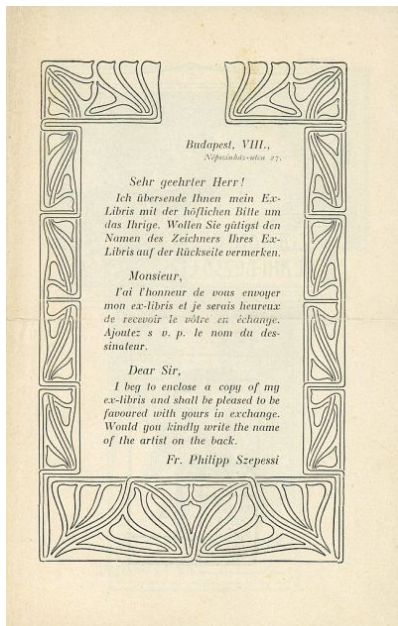 Budapest, VIII.,
Népszinház-utca 27.
Sehr geehrter Herr!
Ich übersende Ihnen mein Ex-
Libris mit der höflichen Bitte um
das Ihrige. Wollen Sie gütigst den
Namen des Zeichners Ihres Ex-
Libris auf der Rückseite vermerken.
Monsieur,
I'ai l'honneur de vous envoyer
mon ex-libris et je serais heureux
de recevoir le vôtre en échange.
Ajoutez s v. p. le nom du des-
sinateur.
Dear Sir,
I beg to enclose a copy of my
ex-libris and shall be pleased to be
favoured with yours in exchange.
Would you kindly write the name
of the artist on the back.
Fr. Philipp Szepessi